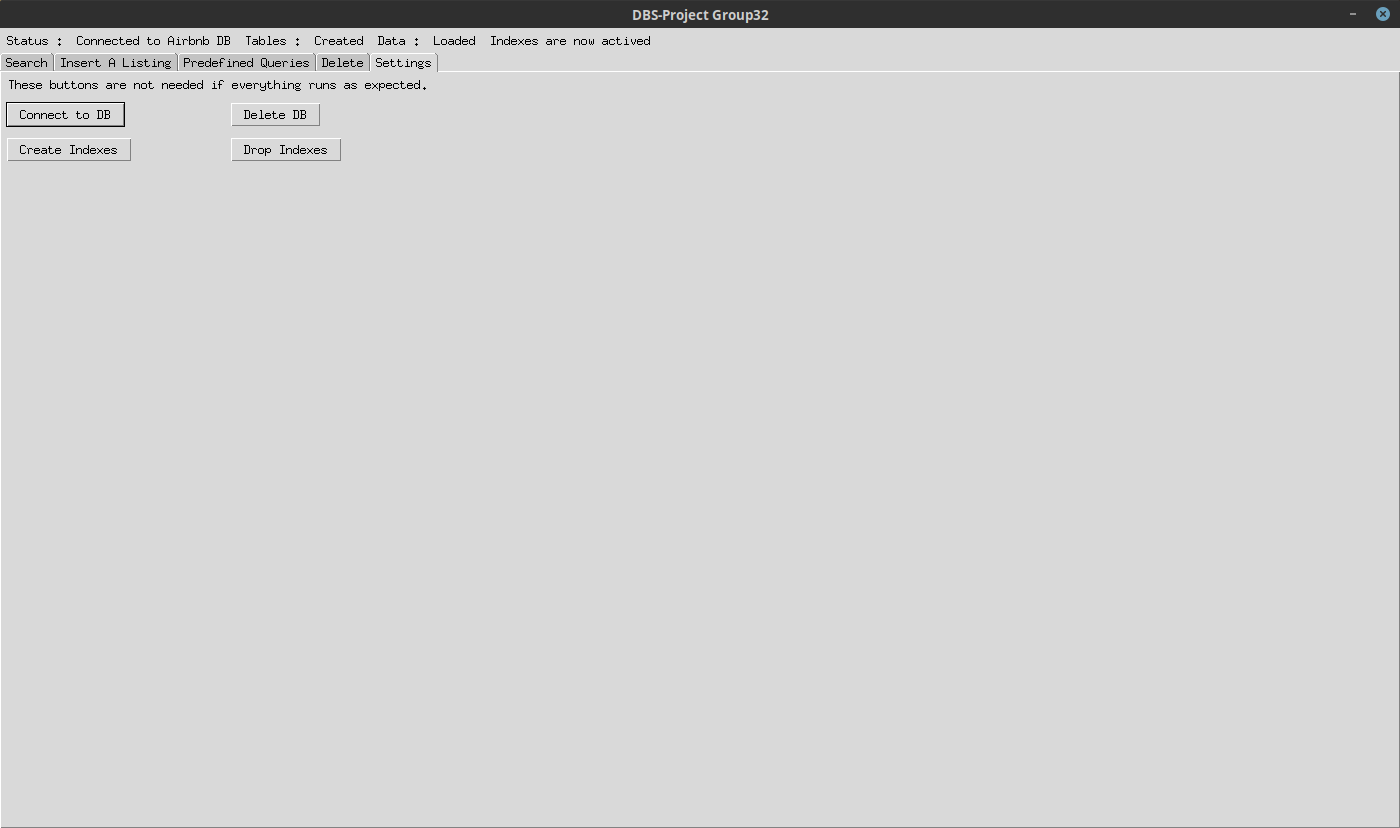 DBS-Project Group32
Status : Connected to Airbnb DB Tables : Created Data : Loaded Indexes are now actived
Search Insert A Listing Predefined Queries Delete Settings
These buttons are not needed if everything runs as expected.
Connect to DB Delete DB
Create Indexes Drop Indexes